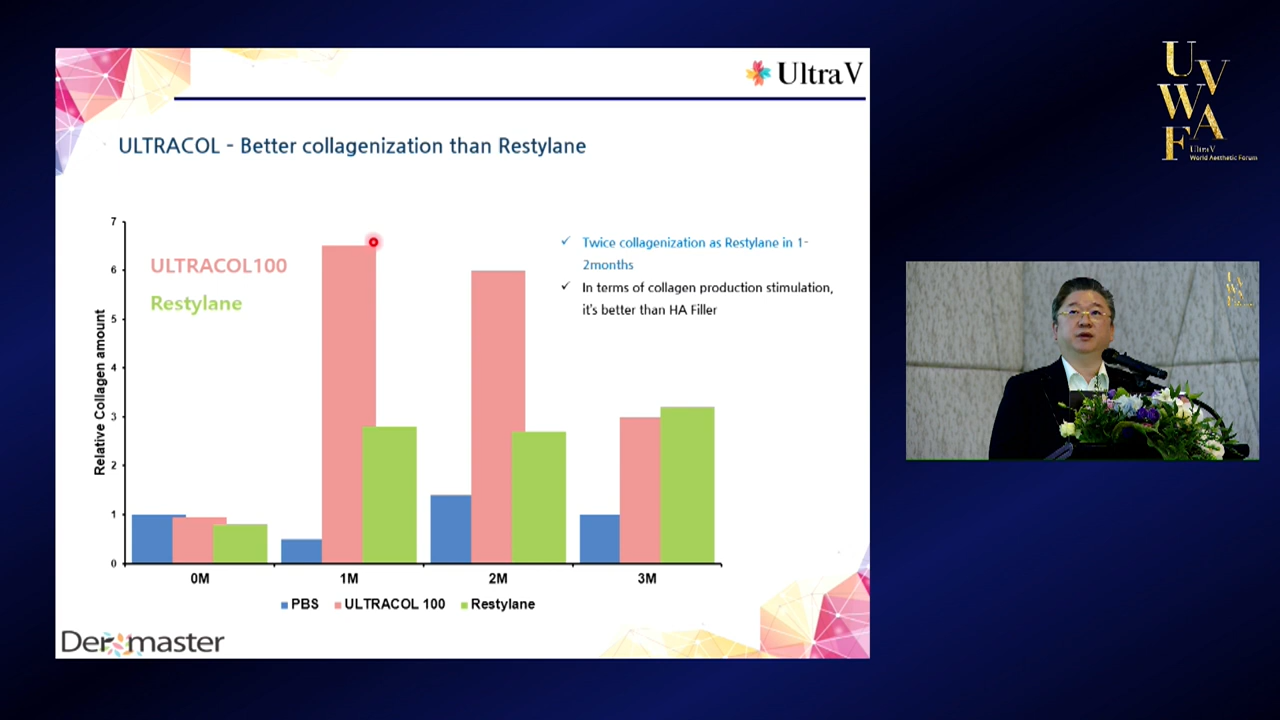 UltraV
ULTRACOL - Better collagenization than Restylane
7
6
5
4
3
2
1
0
Relative Collagen amount
ULTRACOL100
Restylane
✓ Twice collagenization as Restylane in 1-
2months
✓ In terms of collagen production stimulation,
it's better than HA Filler
0M 1M 2M 3M
PBS ULTRACOL 100 Restylane
Dermaster
UVWAF
UltraV
World Aesthetic Forum